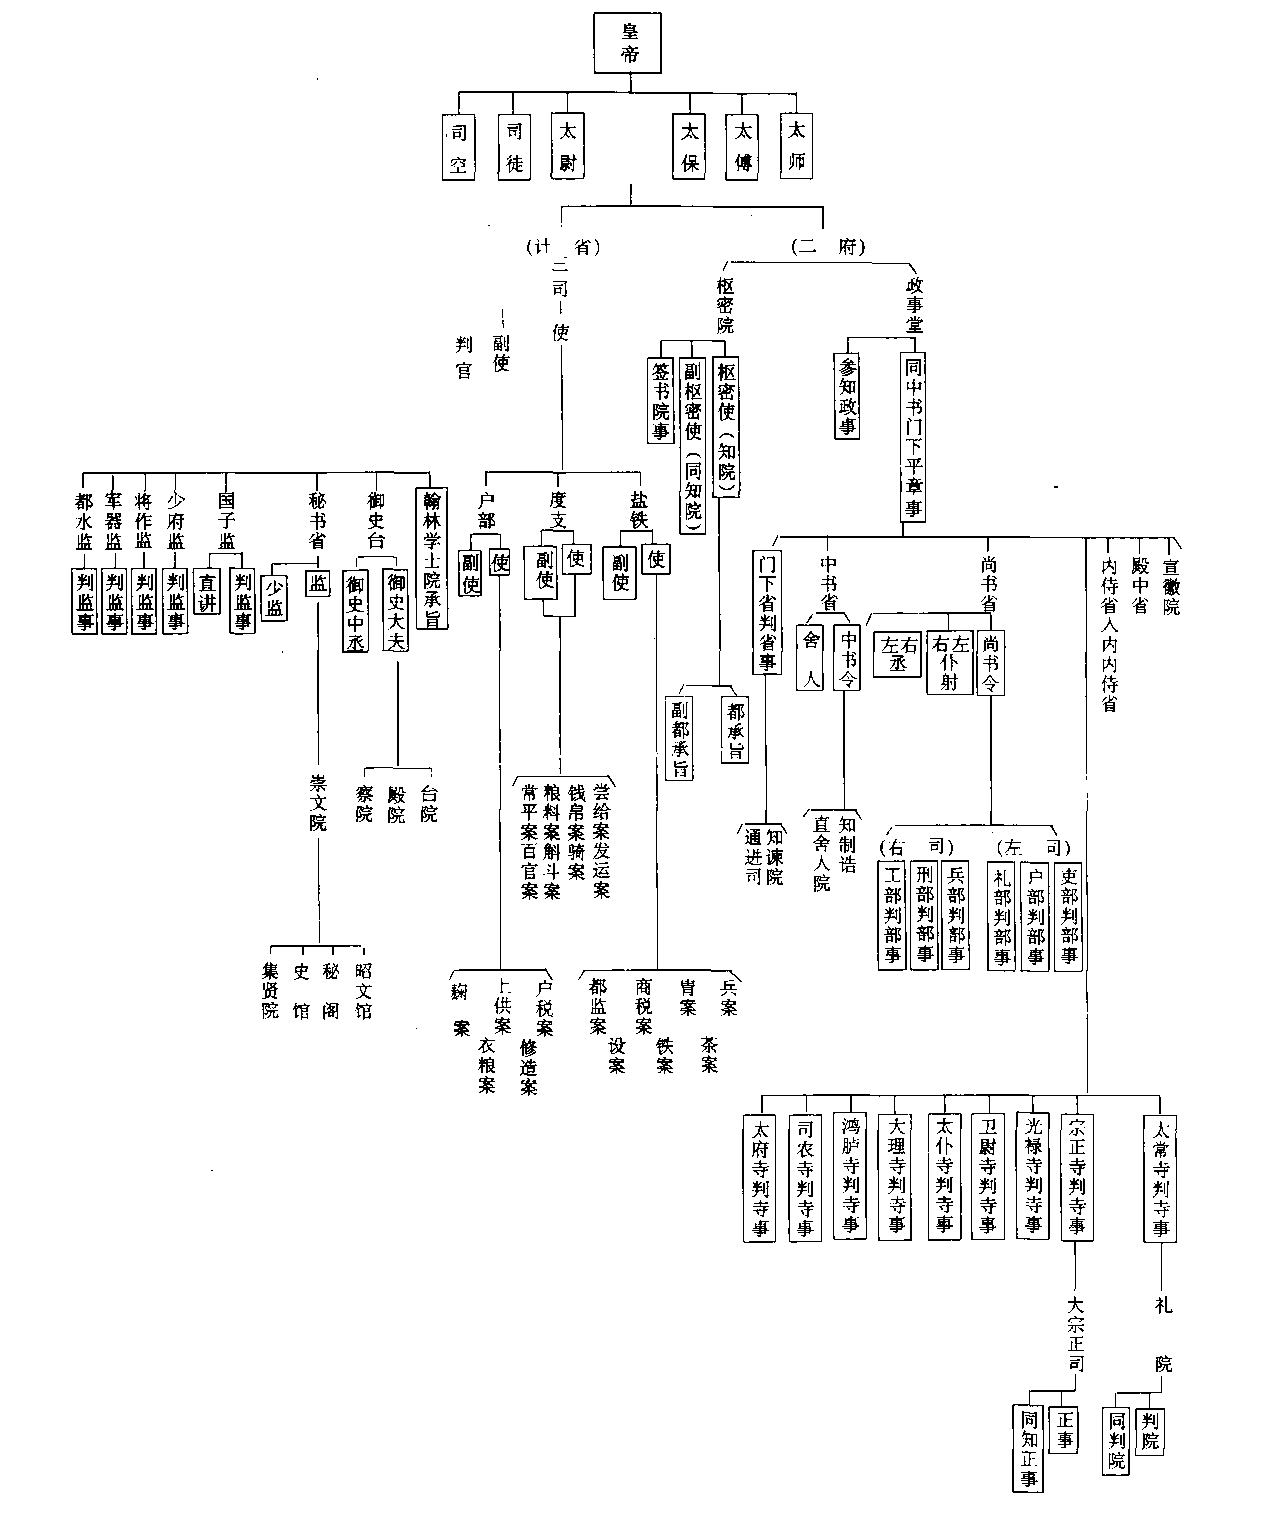 皇帝
司空
司徒
太尉
太保
太傅
太师
(计省)
(二府)
三司使
副使
判官
枢密院
政事堂
签书院事
副枢密使(同知院)
枢密使(知院)
参知政事
同中书门下平章事
都水监
军器监
将作监
少府监
国子监
秘书省
御史台
翰林学士院承旨
户部
度支
盐铁
判监事
判监事
判监事
判监事
直讲
判监事
少监
监
御史中丞
御史大夫
副使
使
副使
使
副使
使
门下省判省事
中书省
尚书省
内侍省人内内侍省
殿中省
宣徽院
舍人
中书令
左右丞
左右仆射
尚书令
副都承旨
都承旨
崇文院
察院
殿院
台院
常平案百官案
粮料案斛斗案
钱帛案骑案
尝给案发运案
通进司
知谏院
直舍人院
知制诰
(右司)
(左司)
工部判部事
刑部判部事
兵部判部事
礼部判部事
户部判部事
吏部判部事
集贤院
史馆
秘阁
昭文馆
上供案
户税案
衣粮案
修造案
都监案
商税案
胄案
兵案
设案
铁案
茶案
太府寺判寺事
司农寺判寺事
鸿胪寺判寺事
大理寺判寺事
太仆寺判寺事
卫尉寺判寺事
光禄寺判寺事
宗正寺判寺事
太常寺判寺事
大宗正司
礼院
同知正事
正事
同判院
判院